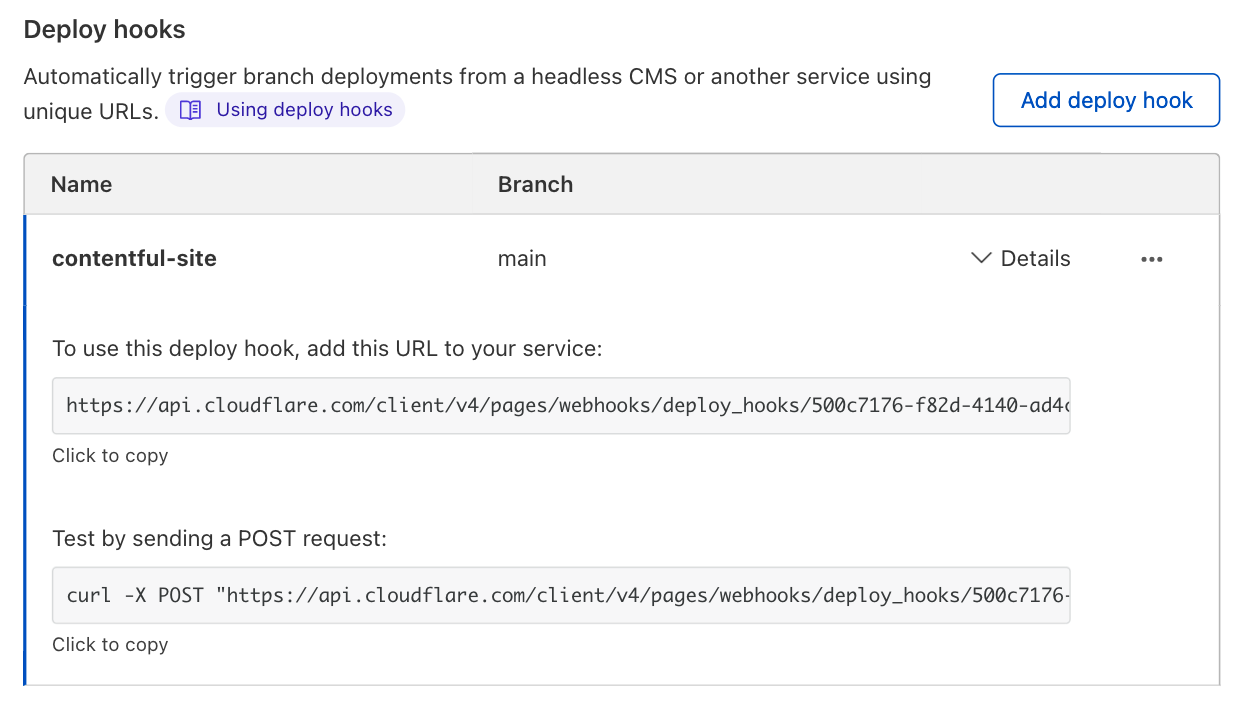 Deploy hooks
Automatically trigger branch deployments from a headless CMS or another service using
unique URLs. Using deploy hooks
Add deploy hook
Name Branch
contentful-site main Details
To use this deploy hook, add this URL to your service:
https://api.cloudflare.com/client/v4/pages/webhooks/deploy_hooks/500c7176-f82d-4140-ad4c
Click to copy
Test by sending a POST request:
curl -X POST "https://api.cloudflare.com/client/v4/pages/webhooks/deploy_hooks/500c7176-
Click to copy